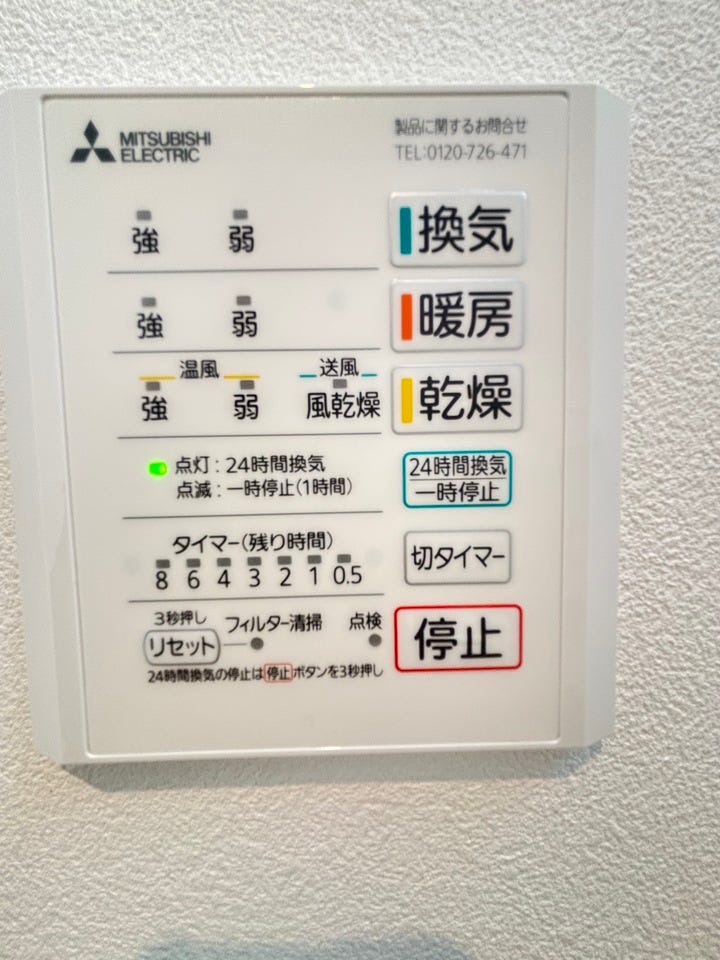 MITSUBISHI
ELECTRIC
製品に関するお問合せ
TEL:0120-726-471
強 弱
換気
強 弱
暖房
温風 送風
強 弱 風乾燥
乾燥
点灯:24時間換気
点滅:一時停止(1時間)
24時間換気
一時停止
タイマー(残り時間)
8 6 4 3 2 1 0.5
切タイマー
3秒押し
リセット フィルター清掃 点検
停止
24時間換気の停止は停止ボタンを3秒押し